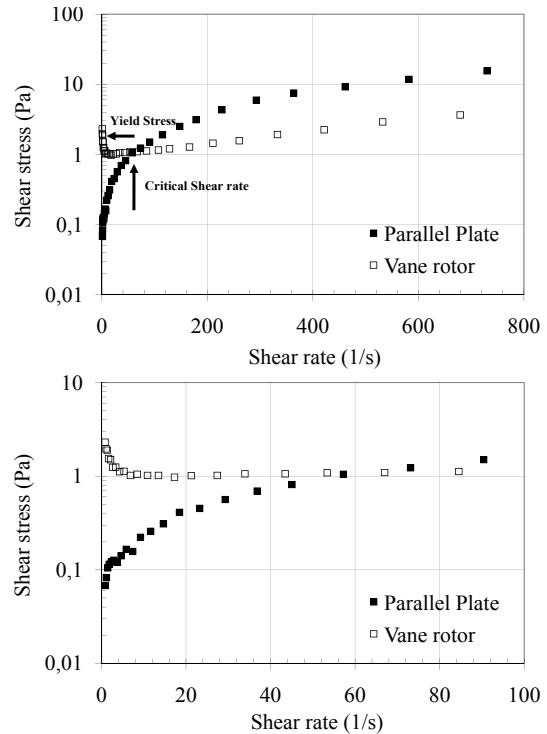 100
10
1
0,1
0,01
Shear stress (Pa)
Yield Stress
Critical Shear rate
Parallel Plate
Vane rotor
0 200 400 600 800
Shear rate (1/s)
10
1
0,1
0,01
Shear stress (Pa)
Parallel Plate
Vane rotor
0 20 40 60 80 100
Shear rate (1/s)